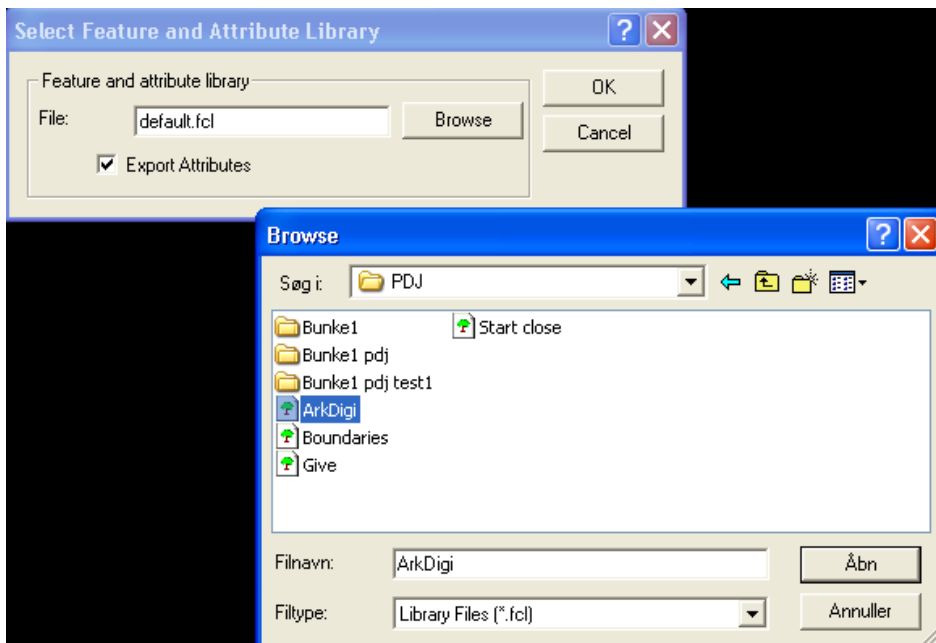 Select Feature and Attribute Library
Feature and attribute library
File:
default.fcl
Browse
Export Attributes
OK
Cancel
Browse
Søg i:
PDJ
Bunke1
Bunke1 pdj
Bunke1 pdj test1
ArkDigi
Boundaries
Give
Start close
Filnavn:
ArkDigi
Åbn
Filtype:
Library Files (*.fcl)
Annuller